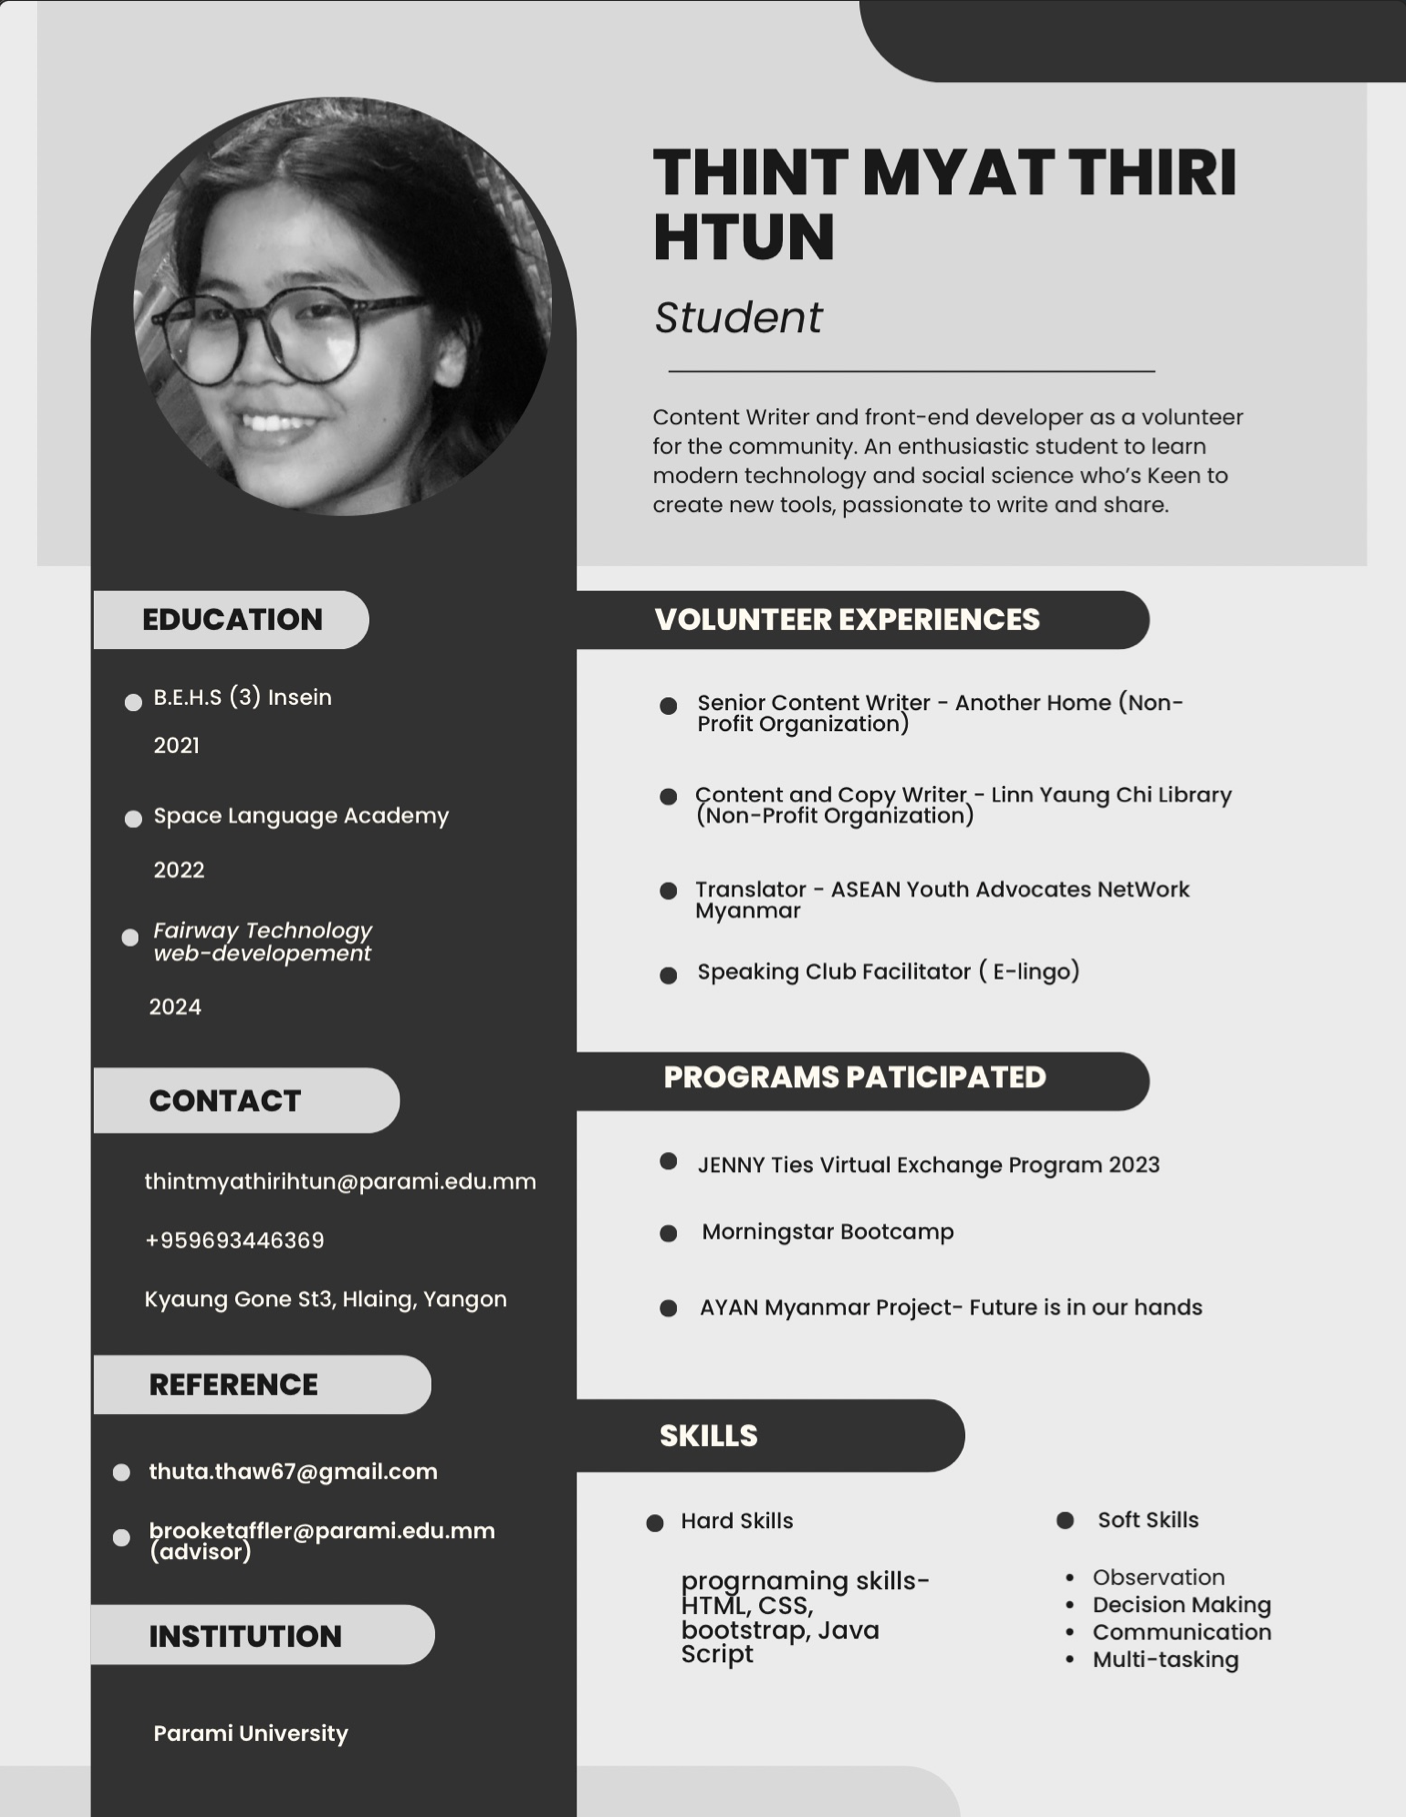 THINT MYAT THIRI
HTUN
Student
Content Writer and front-end developer as a volunteer
for the community. An enthusiastic student to learn
modern technology and social science who's Keen to
create new tools, passionate to write and share.
EDUCATION
B.E.H.S (3) Insein
2021
Space Language Academy
2022
Fairway Technology
web-developement
2024
CONTACT
thintmyathirihtun@parami.edu.mm
+959693446369
Kyaung Gone St3, Hlaing, Yangon
REFERENCE
thuta.thaw67@gmail.com
brooketaffler@parami.edu.mm
(advisor)
INSTITUTION
Parami University
VOLUNTEER EXPERIENCES
Senior Content Writer - Another Home (Non-
Profit Organization)
Content and Copy Writer - Linn Yaung Chi Library
(Non-Profit Organization)
Translator - ASEAN Youth Advocates NetWork
Myanmar
Speaking Club Facilitator ( E-lingo)
PROGRAMS PATICIPATED
JENNY Ties Virtual Exchange Program 2023
Morningstar Bootcamp
AYAN Myanmar Project- Future is in our hands
SKILLS
Hard Skills
progrnaming skills-
HTML, CSS,
bootstrap, Java
Script
Soft Skills
• Observation
• Decision Making
• Communication
• Multi-tasking